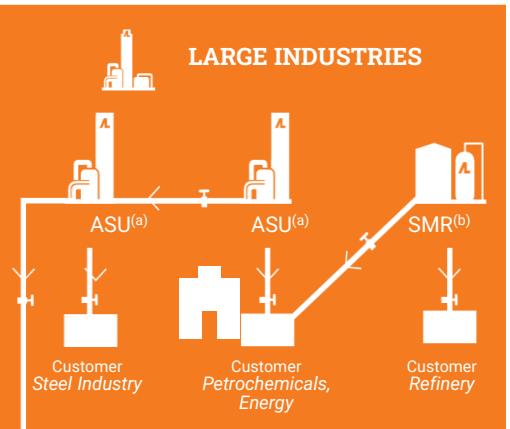 LARGE INDUSTRIES
ASU(a)
ASU(a)
SMR(b)
Customer
Steel Industry
Customer
Petrochemicals,
Energy
Customer
Refinery